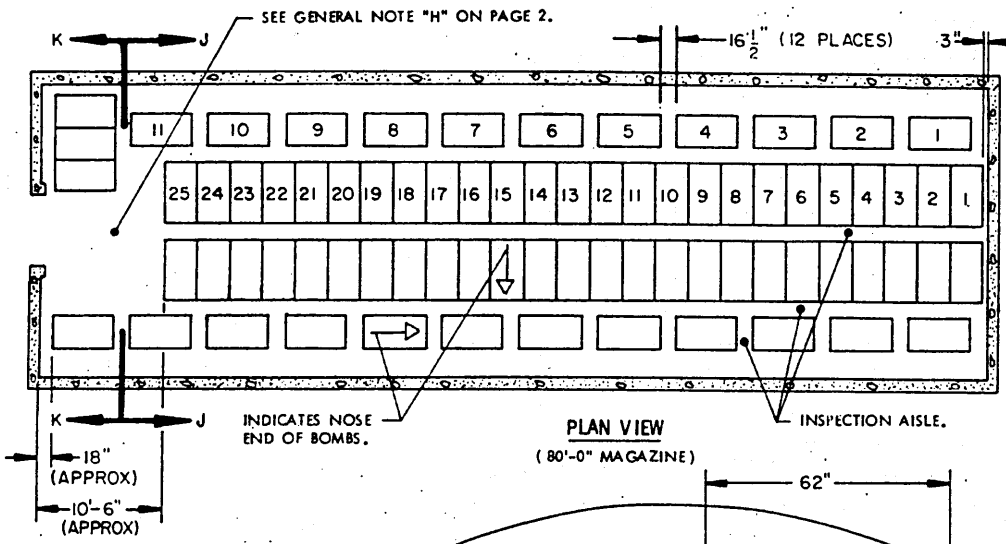 SEE GENERAL NOTE "H" ON PAGE 2.
K J
16 1/2" (12 PLACES)
3"
11 10 9 8 7 6 5 4 3 2 1
25 24 23 22 21 20 19 18 17 16 15 14 13 12 11 10 9 8 7 6 5 4 3 2 1
K J
INDICATES NOSE
END OF BOMBS.
PLAN VIEW
(80'-0" MAGAZINE)
INSPECTION AISLE.
18"
(APPROX)
10'-6"
(APPROX)
62"